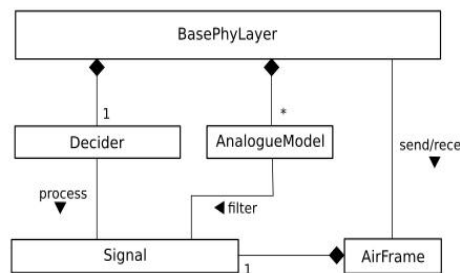 BasePhyLayer
1
*
Decider
AnalogueModel
send/rece
process
filter
Signal
1
AirFrame